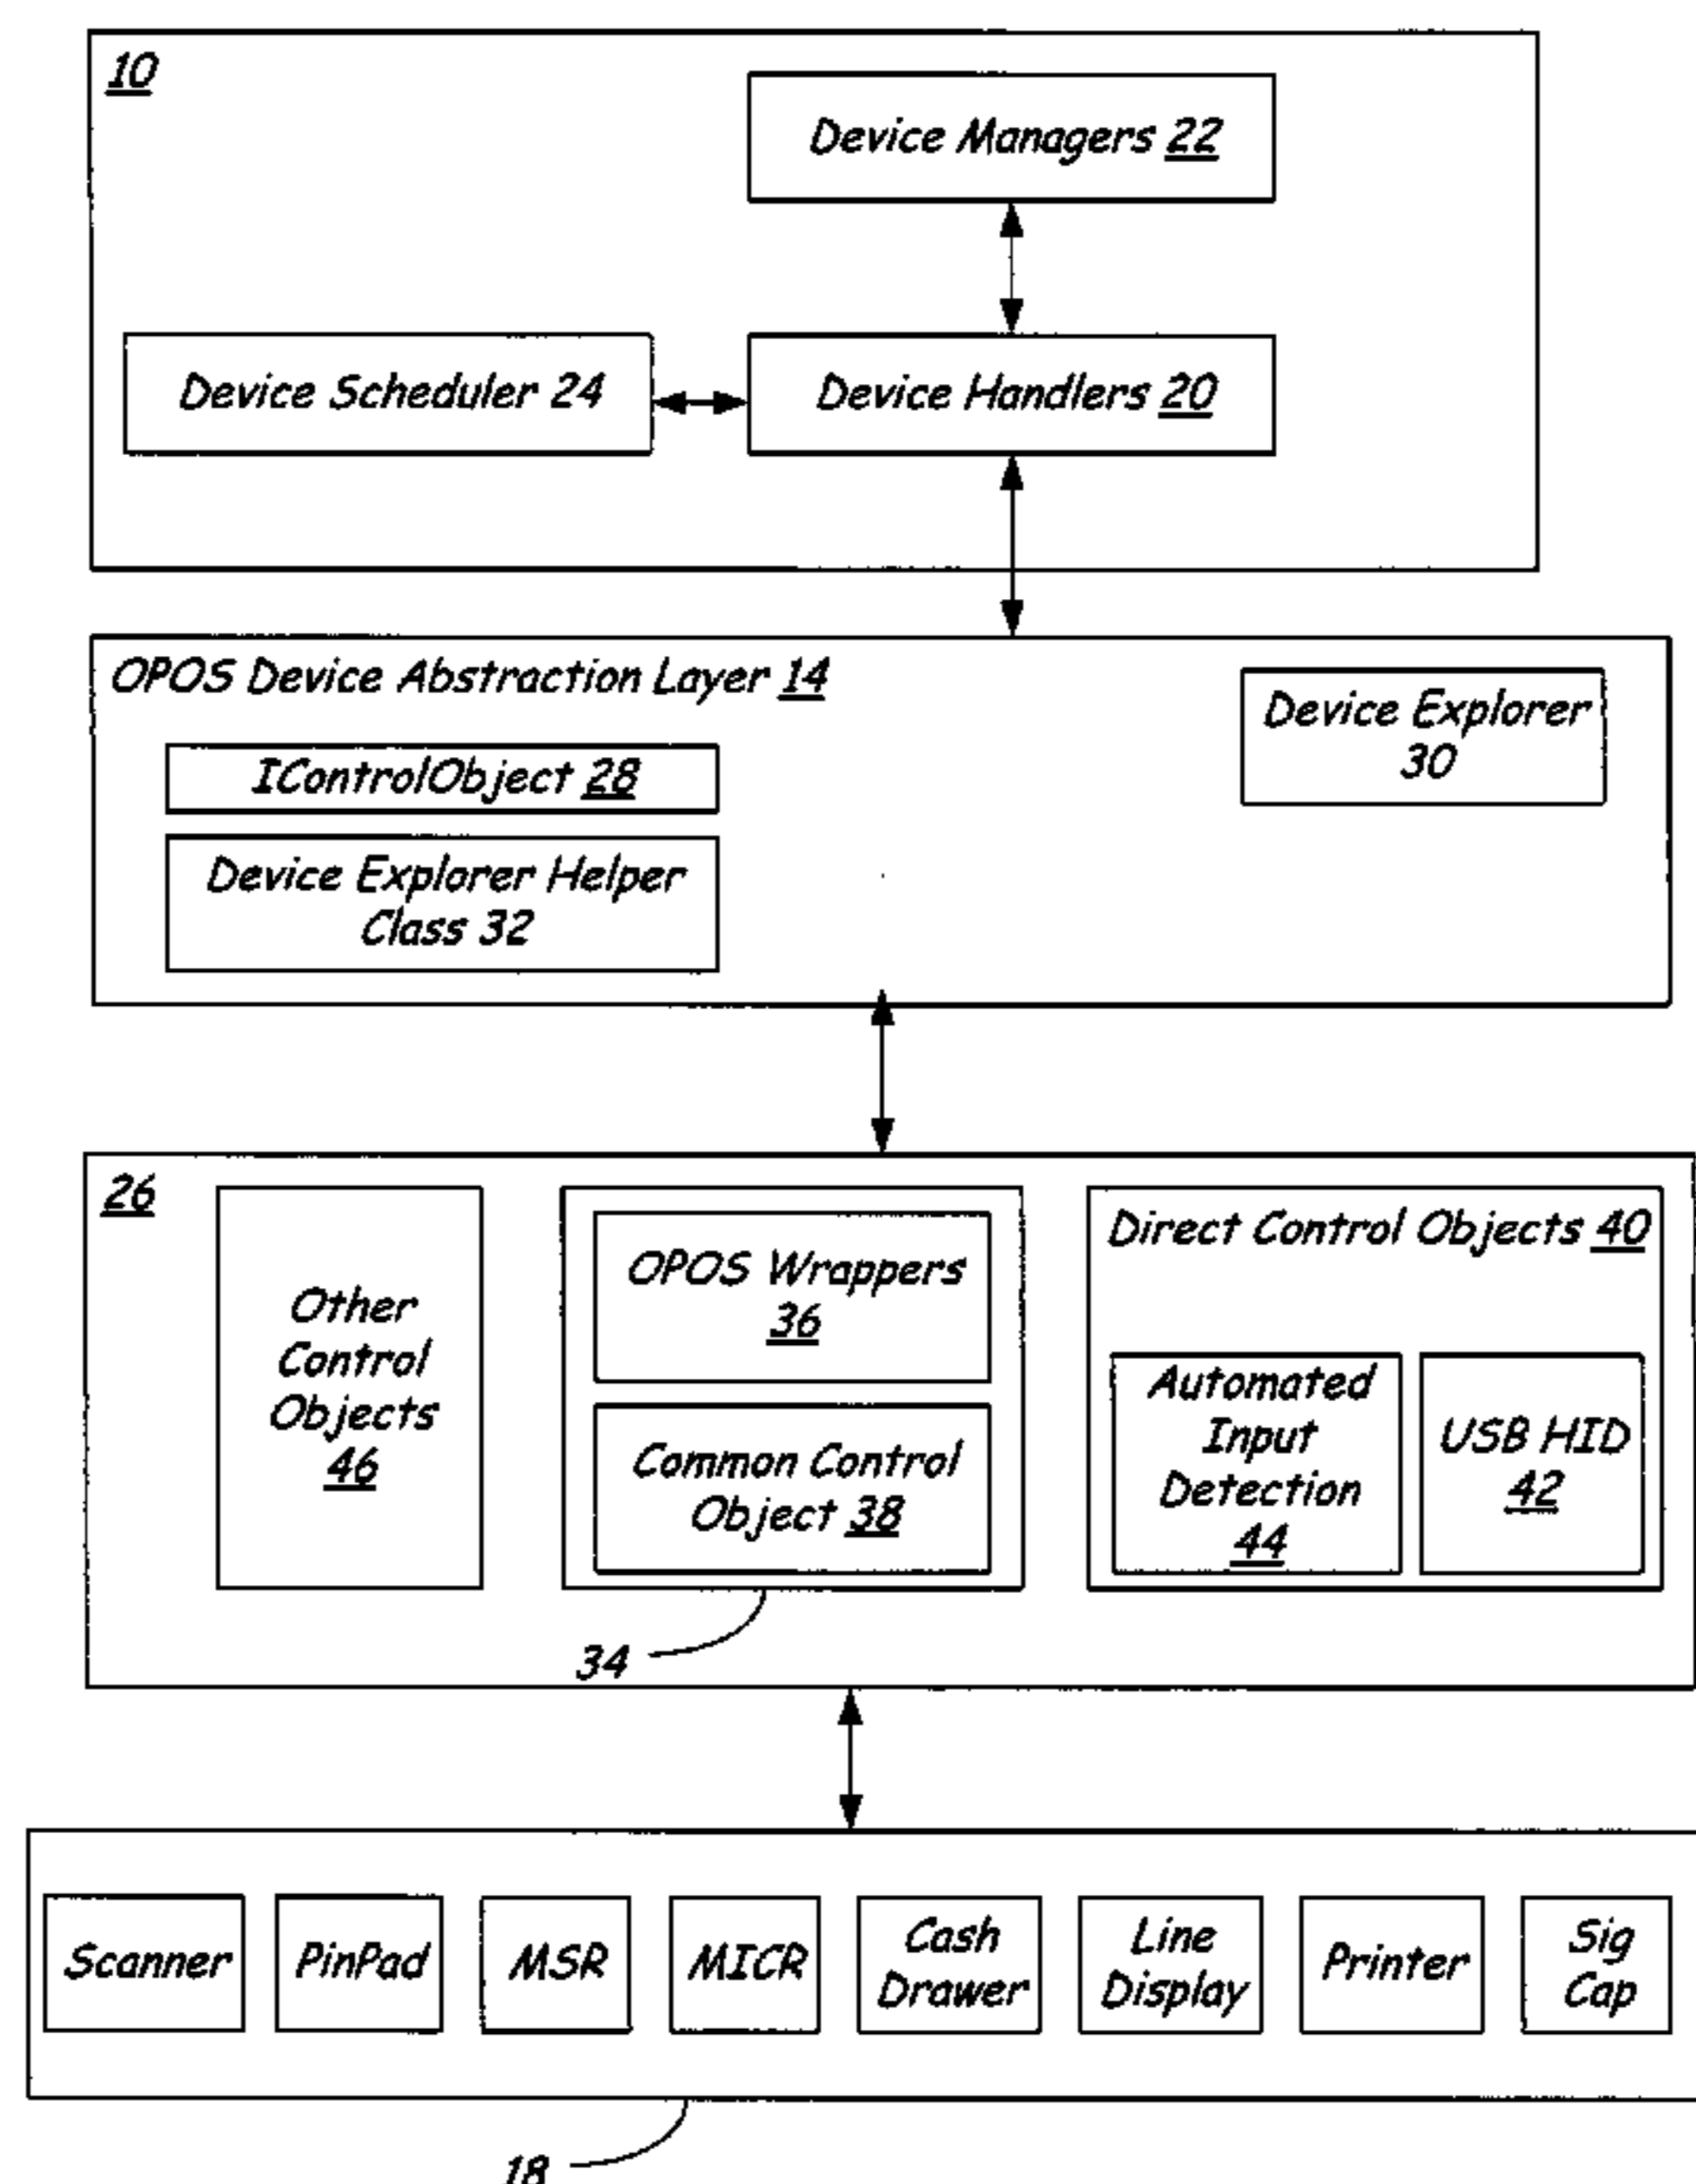 10
Device Managers 22
Device Scheduler 24
Device Handlers 20
OPOS Device Abstraction Layer 14
Device Explorer
30
IControlObject 28
Device Explorer Helper
Class 32
26
Other
Control
Objects
46
OPOS Wrappers
36
Common Control
Object 38
34
Direct Control Objects 40
Automated
Input
Detection
44
USB HID
42
Scanner
PinPad
MSR
MICR
Cash
Drawer
Line
Display
Printer
Sig
Cap
18